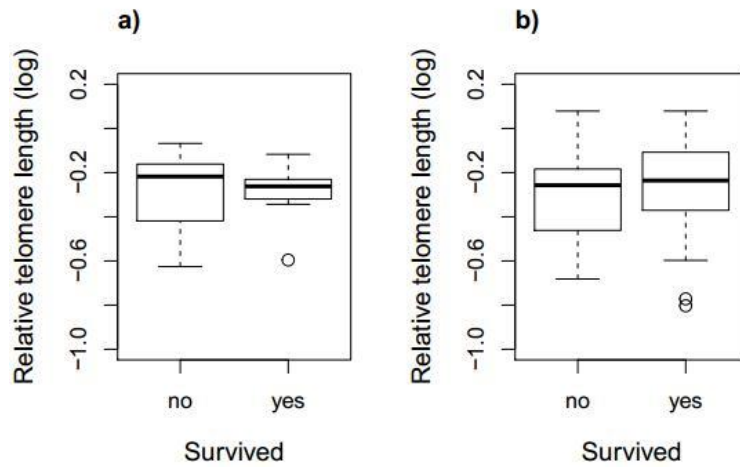 a)
Relative telomere length (log)
0.2
−0.2
−0.6
−1.0
no yes
Survived
b)
Relative telomere length (log)
0.2
−0.2
−0.6
−1.0
no yes
Survived